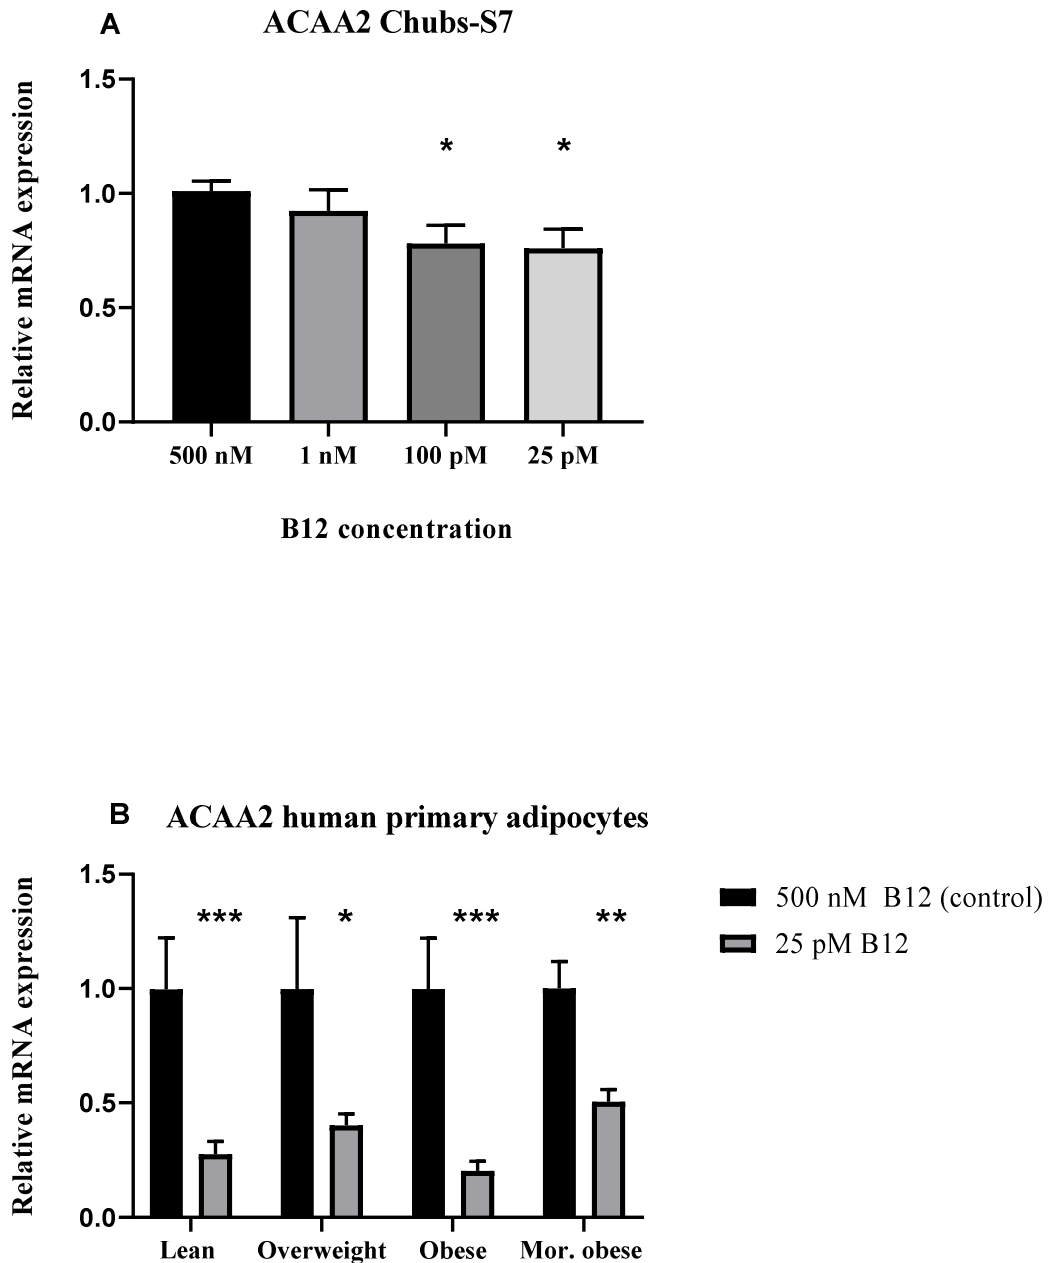 A
ACAA2 Chubs-S7
Relative mRNA expression
1.5
1.0
0.5
0.0
* *
500 nM 1 nM 100 pM 25 pM
B12 concentration
B
ACAA2 human primary adipocytes
Relative mRNA expression
1.5
1.0
0.5
0.0
*** * *** **
Lean Overweight Obese Mor. obese
500 nM B12 (control)
25 pM B12